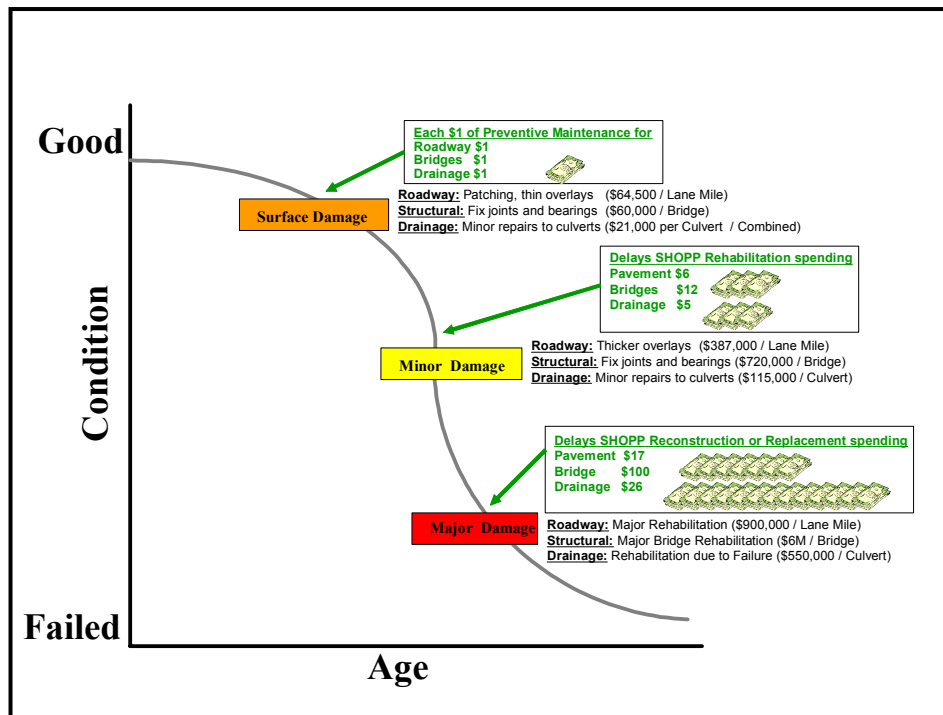 Good
Condition
Failed
Age
Each $1 of Preventive Maintenance for
Roadway $1
Bridges $1
Drainage $1
Surface Damage
Roadway: Patching, thin overlays ($64,500 / Lane Mile)
Structural: Fix joints and bearings ($60,000 / Bridge)
Drainage: Minor repairs to culverts ($21,000 per Culvert / Combined)
Delays SHOPP Rehabilitation spending
Pavement $6
Bridges $12
Drainage $5
Minor Damage
Roadway: Thicker overlays ($387,000 / Lane Mile)
Structural: Fix joints and bearings ($720,000 / Bridge)
Drainage: Minor repairs to culverts ($115,000 / Culvert)
Delays SHOPP Reconstruction or Replacement spending
Pavement $17
Bridge $100
Drainage $26
Major Damage
Roadway: Major Rehabilitation ($900,000 / Lane Mile)
Structural: Major Bridge Rehabilitation ($6M / Bridge)
Drainage: Rehabilitation due to Failure ($550,000 / Culvert)